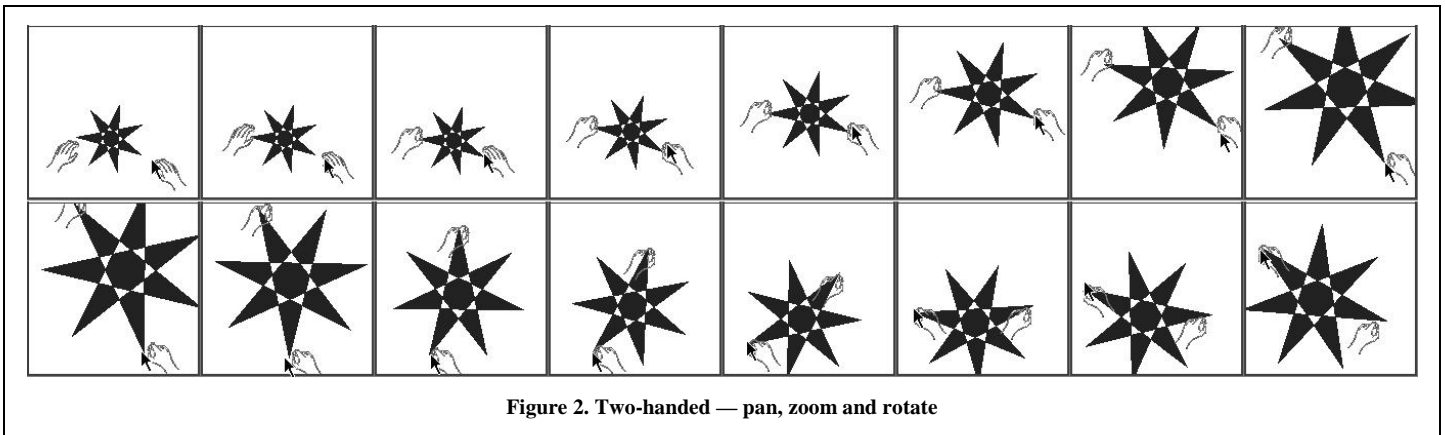 Figure 2. Two-handed — pan, zoom and rotate